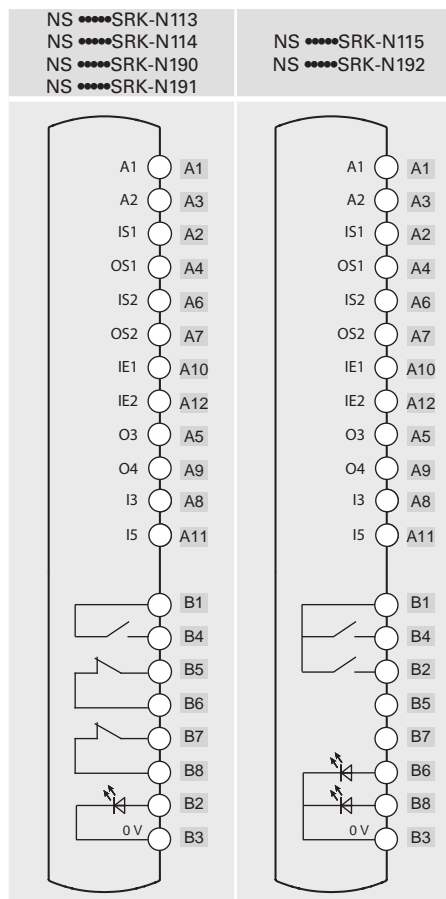 NS •••••SRK-N113
NS •••••SRK-N114
NS •••••SRK-N190
NS •••••SRK-N191
A1 A1
A2 A3
IS1 A2
OS1 A4
IS2 A6
OS2 A7
IE1 A10
IE2 A12
O3 A5
O4 A9
I3 A8
I5 A11
B1
B4
B5
B6
B7
B8
B2
0 V B3
NS •••••SRK-N115
NS •••••SRK-N192
A1 A1
A2 A3
IS1 A2
OS1 A4
IS2 A6
OS2 A7
IE1 A10
IE2 A12
O3 A5
O4 A9
I3 A8
I5 A11
B1
B4
B2
B5
B7
B6
B8
0 V B3